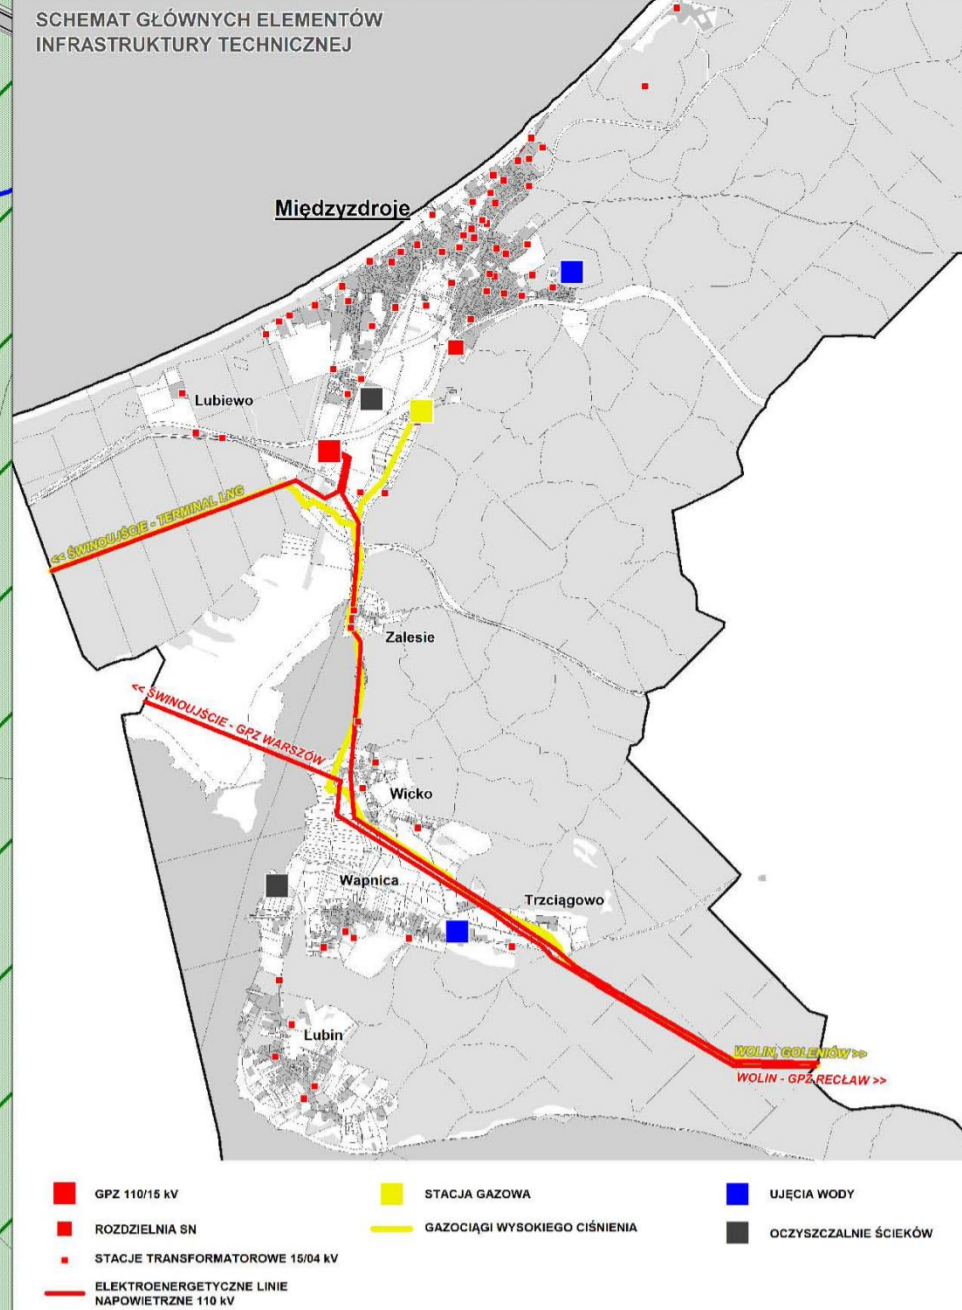 SCHEMAT GŁÓWNYCH ELEMENTÓW
INFRASTRUKTURY TECHNICZNEJ
Międzyzdroje
Lubiewo
<< ŚWINOUJŚCIE - TERMINAL LNG
Zalesie
<< ŚWINOUJŚCIE - GPZ WARSZÓW
Wicko
Wapnica
Trzciągowo
Lubin
WOLIN, GOLENIÓW >>
WOLIN - GPZ RECŁAW >>
GPZ 110/15 kV
STACJA GAZOWA
UJĘCIA WODY
ROZDZIELNIA SN
GAZOCIĄGI WYSOKIEGO CIŚNIENIA
OCZYSZCZALNIE ŚCIEKÓW
STACJE TRANSFORMATOROWE 15/04 kV
ELEKTROENERGETYCZNE LINIE
NAPOWIETRZNE 110 kV